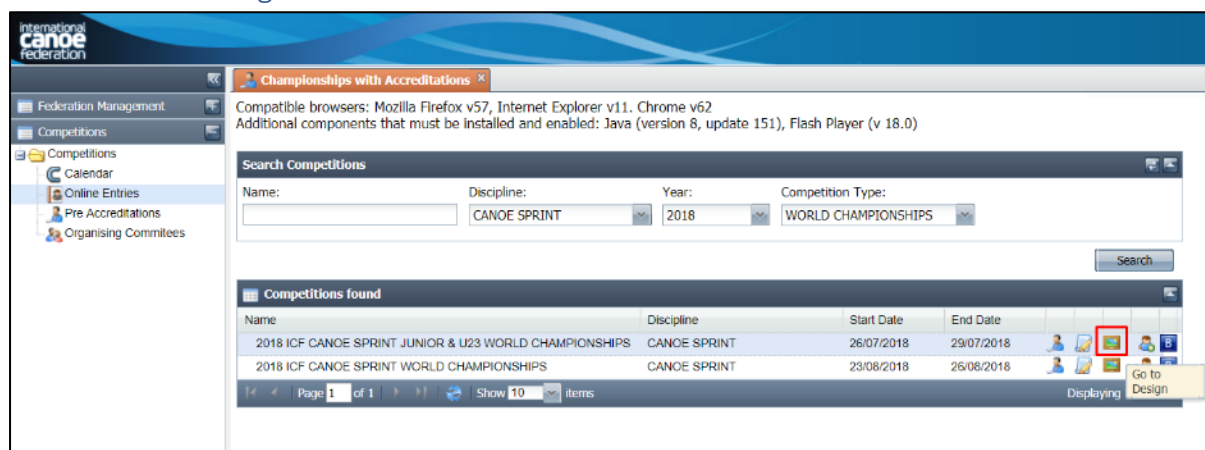 international
canoe
federation
Championships with Accreditations
Federation Management
Competitions
Competitions
Calendar
Online Entries
Pre Accreditations
Organising Commitees
Compatible browsers: Mozilla Firefox v57, Internet Explorer v11. Chrome v62
Additional components that must be installed and enabled: Java (version 8, update 151), Flash Player (v 18.0)
Search Competitions
Name: Discipline: Year: Competition Type:
CANOE SPRINT 2018 WORLD CHAMPIONSHIPS
Search
Competitions found
Name Discipline Start Date End Date
2018 ICF CANOE SPRINT JUNIOR & U23 WORLD CHAMPIONSHIPS CANOE SPRINT 26/07/2018 29/07/2018 B
2018 ICF CANOE SPRINT WORLD CHAMPIONSHIPS CANOE SPRINT 23/08/2018 26/08/2018
Go to
Design
Page 1 of 1 Show 10 items Displaying